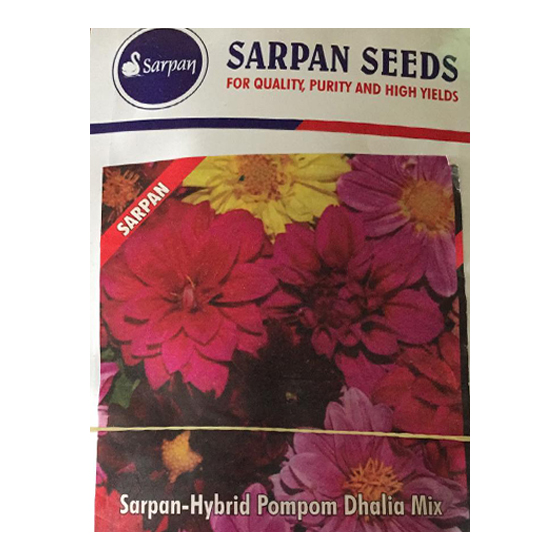 Sarpan
SARPAN SEEDS
FOR QUALITY, PURITY AND HIGH YIELDS
SARPAN
Sarpan-Hybrid Pompom Dhalia Mix